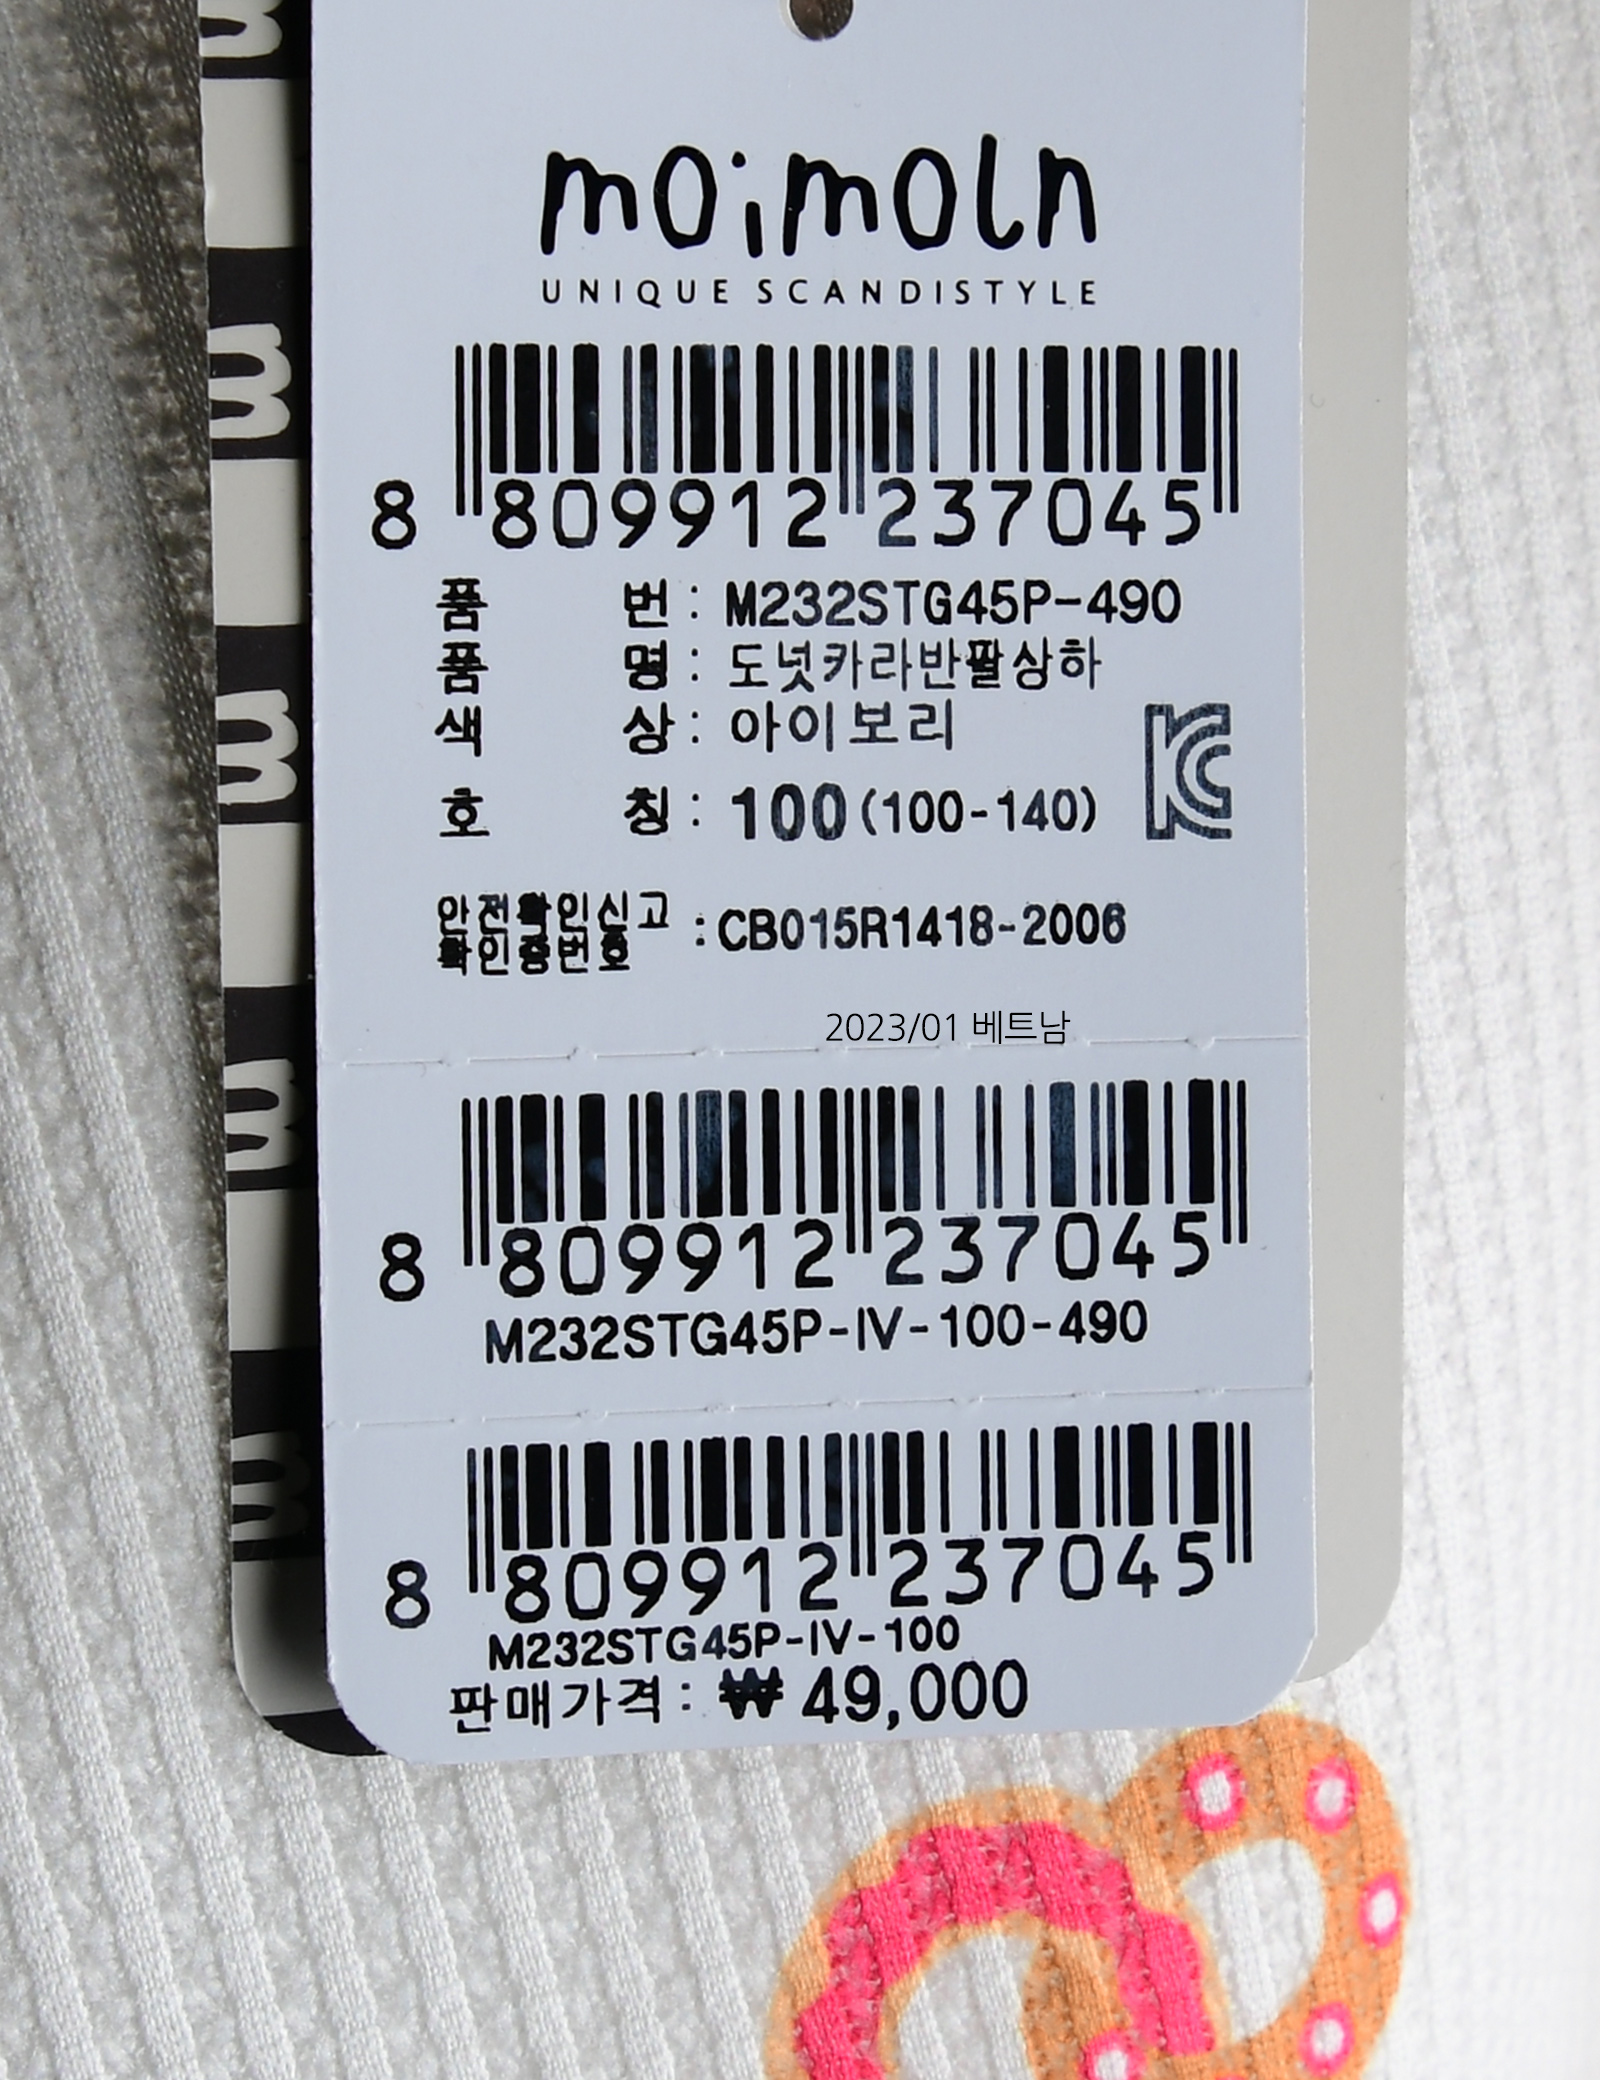 moimoln
UNIQUE SCANDISTYLE
8 809912 237045
품 번 : M232STG45P-490
품 명 : 도넛카라반팔상하
색 상 : 아이보리
호 칭 : 100 (100-140)
KC
안전확인신고
확인증번호 : CB015R1418-2006
2023/01 베트남
8 809912 237045
M232STG45P-IV-100-490
8 809912 237045
M232STG45P-IV-100
판매가격 : ₩ 49,000